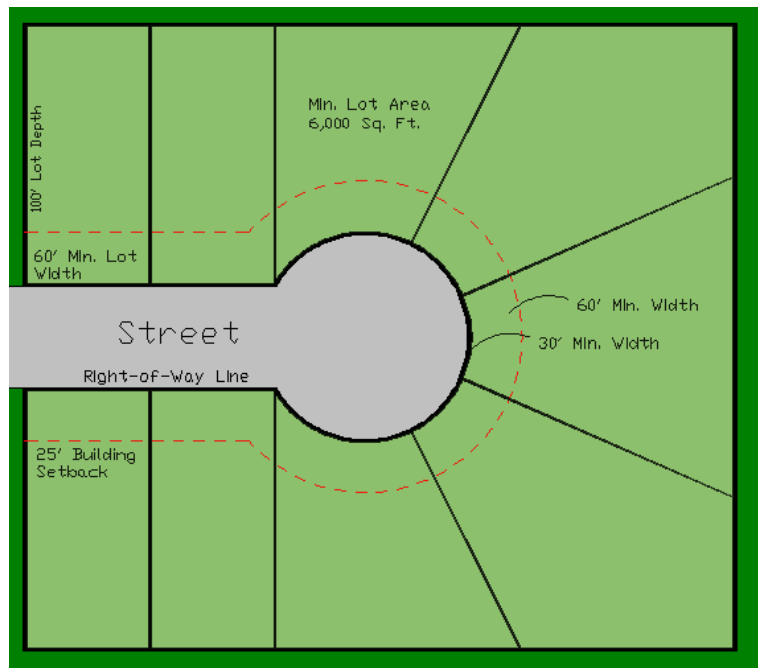 Min. Lot Area
6,000 Sq. Ft.
100' Lot Depth
60' Min. Lot
Width
60' Min. Width
30' Min. Width
Street
Right-of-Way Line
25' Building
Setback